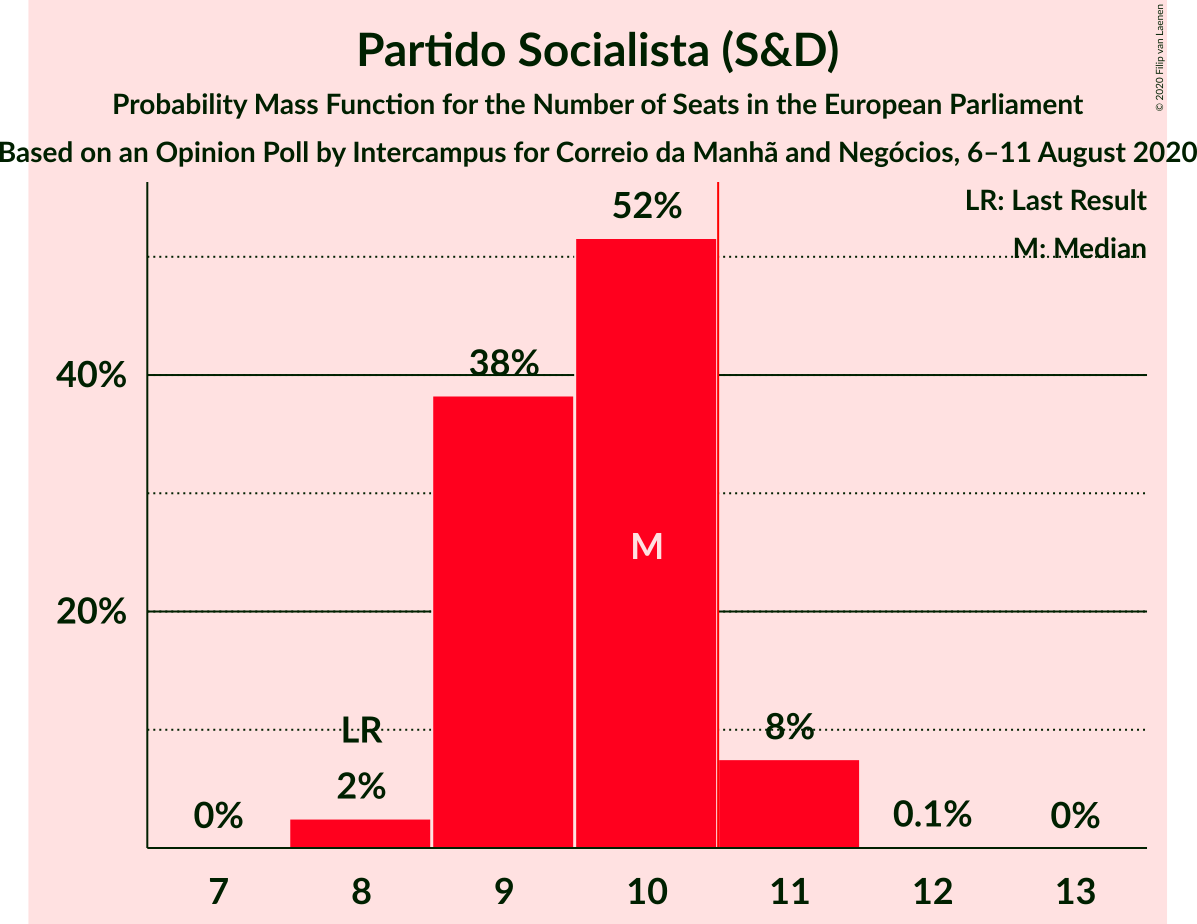 Partido Socialista (S&D)
Probability Mass Function for the Number of Seats in the European Parliament
Based on an Opinion Poll by Intercampus for Correio da Manhã and Negócios, 6–11 August 2020
© 2020 Filip van Laenen
LR: Last Result
M: Median
52%
38%
40%
M
20%
LR
8%
2%
0%
0.1%
0%
7 8 9 10 11 12 13